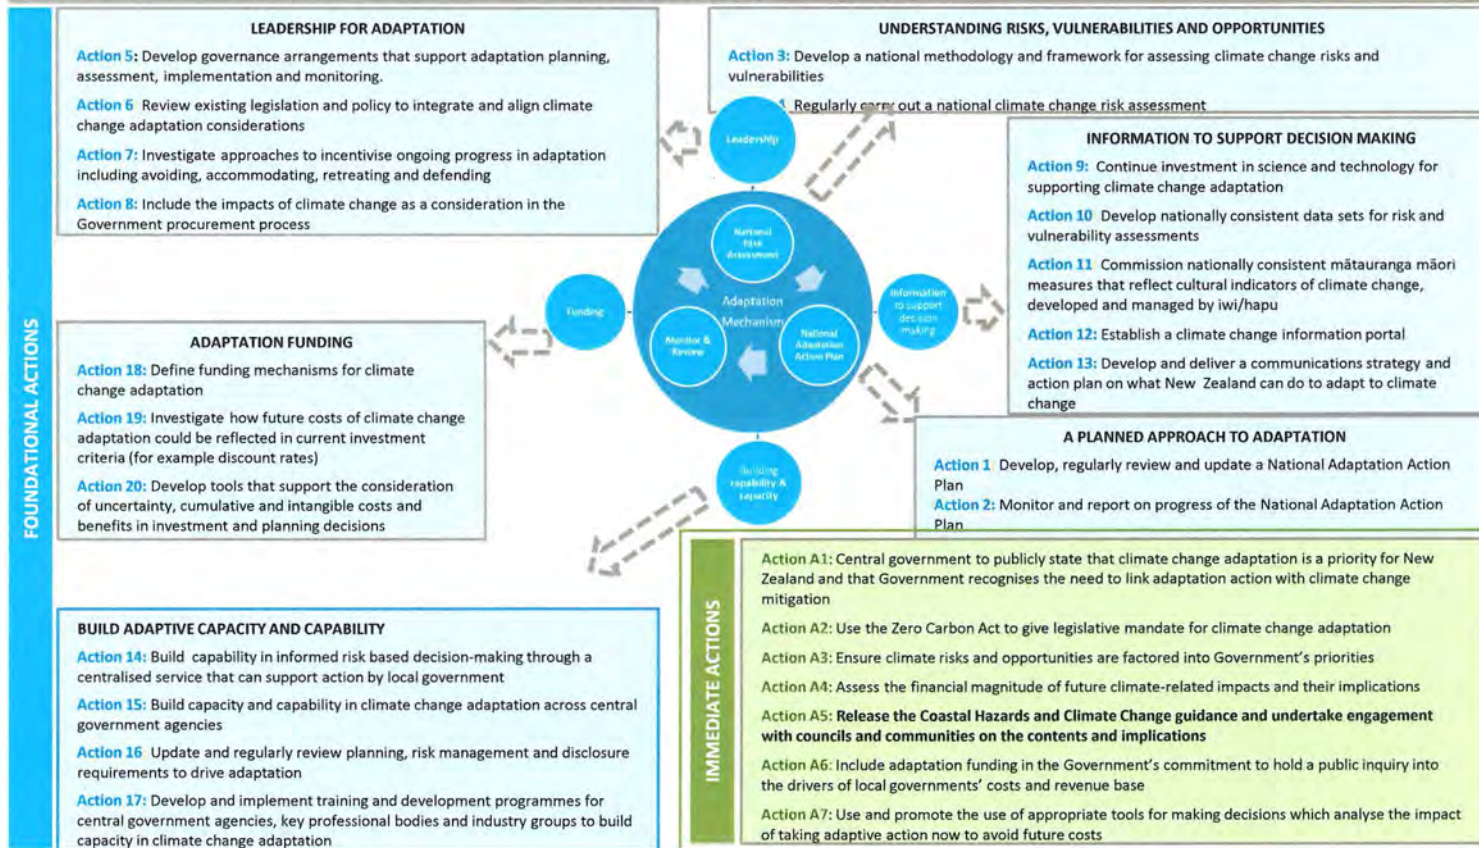 FOUNDATIONAL ACTIONS
LEADERSHIP FOR ADAPTATION
Action 5: Develop governance arrangements that support adaptation planning,
assessment, implementation and monitoring.
Action 6 Review existing legislation and policy to integrate and align climate
change adaptation considerations
Action 7: Investigate approaches to incentivise ongoing progress in adaptation
including avoiding, accommodating, retreating and defending
Action 8: Include the impacts of climate change as a consideration in the
Government procurement process
UNDERSTANDING RISKS, VULNERABILITIES AND OPPORTUNITIES
Action 3: Develop a national methodology and framework for assessing climate change risks and
vulnerabilities
Regularly carry out a national climate change risk assessment
INFORMATION TO SUPPORT DECISION MAKING
Action 9: Continue investment in science and technology for
supporting climate change adaptation
Action 10 Develop nationally consistent data sets for risk and
vulnerability assessments
Action 11 Commission nationally consistent mātauranga māori
measures that reflect cultural indicators of climate change,
developed and managed by iwi/hapu
Action 12: Establish a climate change information portal
Action 13: Develop and deliver a communications strategy and
action plan on what New Zealand can do to adapt to climate
change
Leadership
National
Risk
Assessment
Funding
Adaptation
Mechanism
Monitor &
Review
National
Adaptation
Action Plan
Information
to support
decision
making
Building
capability &
capacity
ADAPTATION FUNDING
Action 18: Define funding mechanisms for climate
change adaptation
Action 19: Investigate how future costs of climate change
adaptation could be reflected in current investment
criteria (for example discount rates)
Action 20: Develop tools that support the consideration
of uncertainty, cumulative and intangible costs and
benefits in investment and planning decisions
A PLANNED APPROACH TO ADAPTATION
Action 1 Develop, regularly review and update a National Adaptation Action
Plan
Action 2: Monitor and report on progress of the National Adaptation Action
Plan
BUILD ADAPTIVE CAPACITY AND CAPABILITY
Action 14: Build capability in informed risk based decision-making through a
centralised service that can support action by local government
Action 15: Build capacity and capability in climate change adaptation across central
government agencies
Action 16 Update and regularly review planning, risk management and disclosure
requirements to drive adaptation
Action 17: Develop and implement training and development programmes for
central government agencies, key professional bodies and industry groups to build
capacity in climate change adaptation
IMMEDIATE ACTIONS
Action A1: Central government to publicly state that climate change adaptation is a priority for New
Zealand and that Government recognises the need to link adaptation action with climate change
mitigation
Action A2: Use the Zero Carbon Act to give legislative mandate for climate change adaptation
Action A3: Ensure climate risks and opportunities are factored into Government's priorities
Action A4: Assess the financial magnitude of future climate-related impacts and their implications
Action A5: Release the Coastal Hazards and Climate Change guidance and undertake engagement
with councils and communities on the contents and implications
Action A6: Include adaptation funding in the Government's commitment to hold a public inquiry into
the drivers of local governments' costs and revenue base
Action A7: Use and promote the use of appropriate tools for making decisions which analyse the impact
of taking adaptive action now to avoid future costs